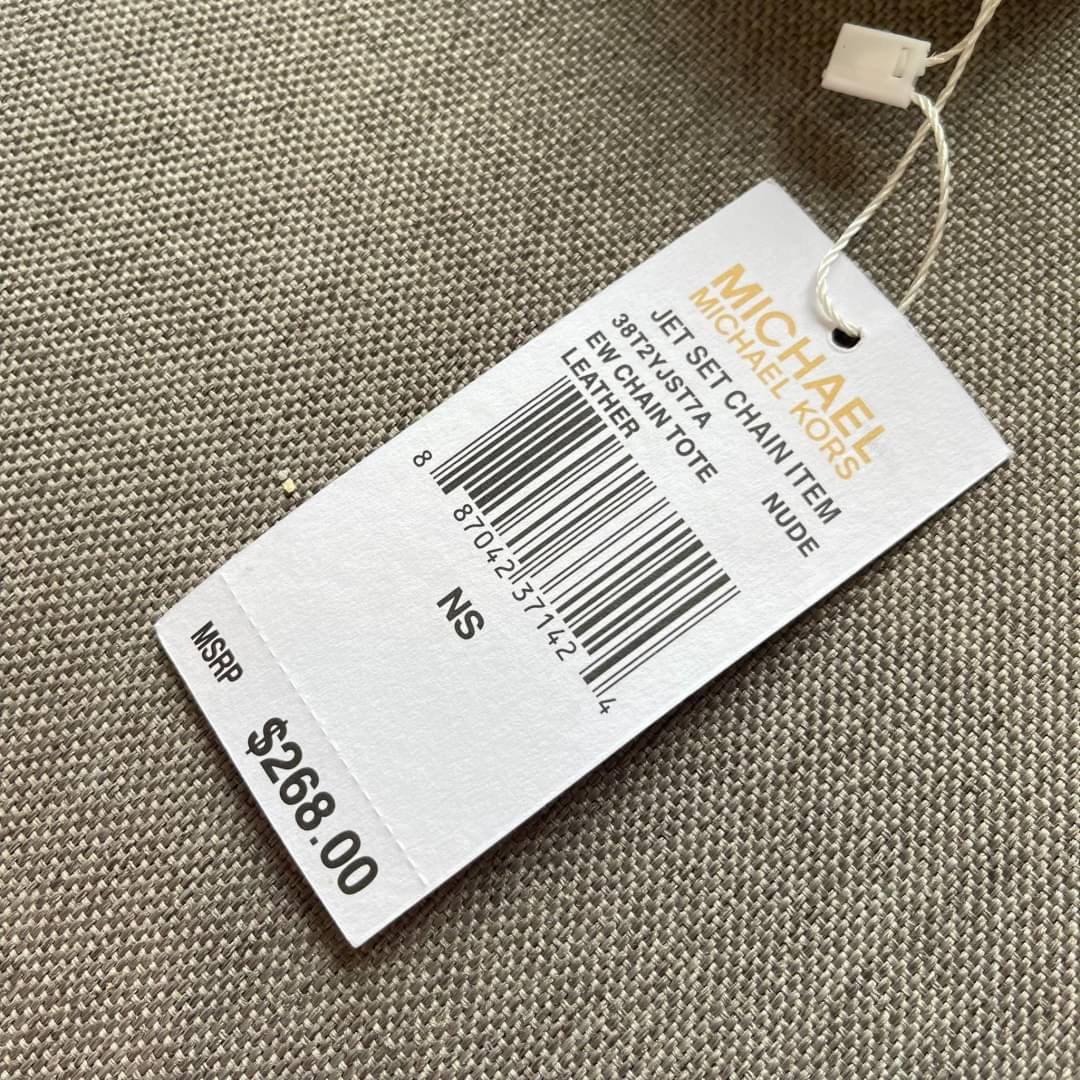 MICHAEL
MICHAEL KORS
JET SET CHAIN ITEM
38T2YJST7A NUDE
EW CHAIN TOTE
LEATHER
8 87042 37142 4
NS
MSRP
$268.00